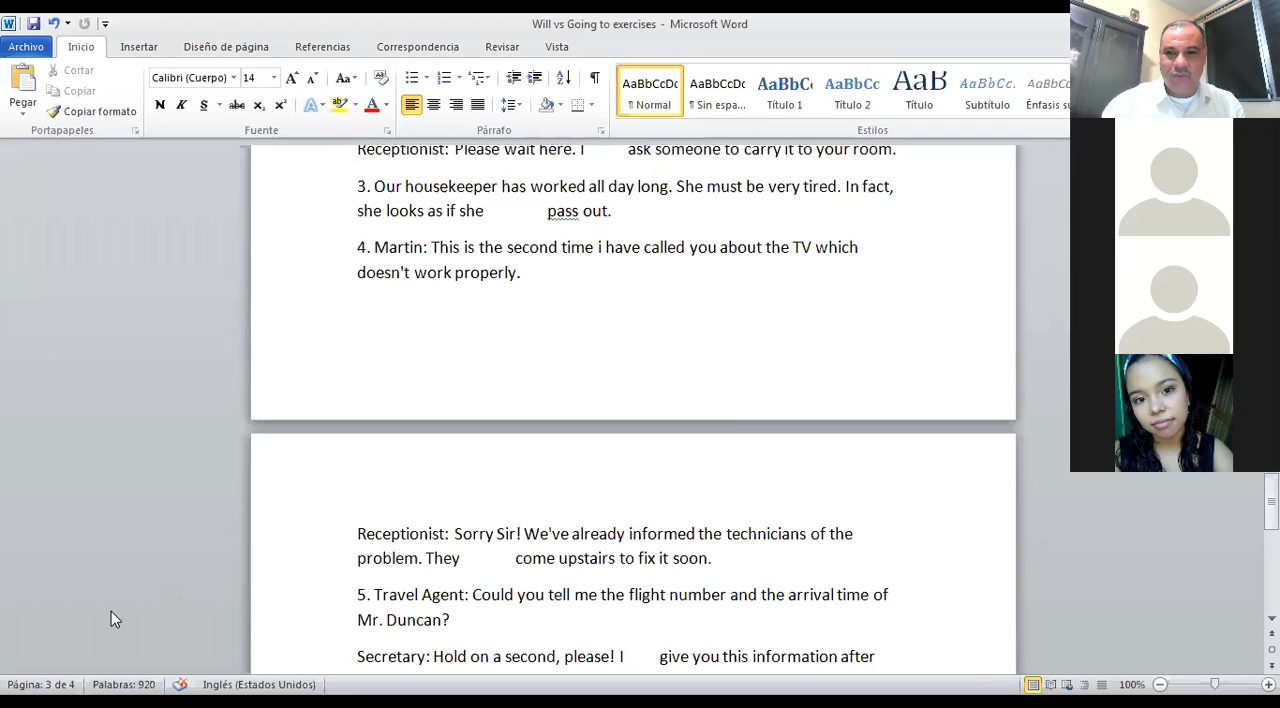 Will vs Going to exercises - Microsoft Word
Archivo Inicio Insertar Diseño de página Referencias Correspondencia Revisar Vista
Pegar
Cortar
Copiar
Copiar formato
Portapapeles
Calibri (Cuerpo) 14
Fuente
Párrafo
AaBbCcDc AaBbCcDc AaBbC AaBbCc AaB AaBbCc. AaBbCc
¶ Normal ¶ Sin espa... Título 1 Título 2 Título Subtítulo Énfasis
Estilos
Receptionist: Please wait here. I ask someone to carry it to your room.
3. Our housekeeper has worked all day long. She must be very tired. In fact,
she looks as if she pass out.
4. Martin: This is the second time i have called you about the TV which
doesn't work properly.
Receptionist: Sorry Sir! We've already informed the technicians of the
problem. They come upstairs to fix it soon.
5. Travel Agent: Could you tell me the flight number and the arrival time of
Mr. Duncan?
Secretary: Hold on a second, please! I give you this information after
Página: 3 de 4 Palabras: 920 Inglés (Estados Unidos) 100%